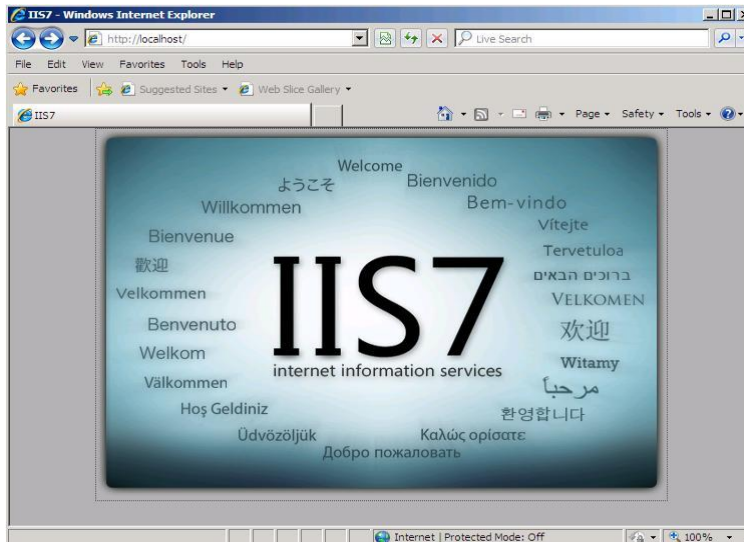 IIS7 - Windows Internet Explorer
http://localhost/
Live Search
File Edit View Favorites Tools Help
Favorites Suggested Sites Web Slice Gallery
IIS7 Page Safety Tools
Welcome
ようこそ Bienvenido
Willkommen Bem-vindo
Bienvenue Vítejte
歡迎 Tervetuloa
ברוכים הבאים
Velkommen VELKOMEN
Benvenuto 欢迎
Welkom Witamy
Välkommen مرحباً
Hoş Geldiniz 환영합니다
Üdvözöljük Καλώς ορίσατε
Добро пожаловать
IIS7
internet information services
Internet | Protected Mode: Off 100%